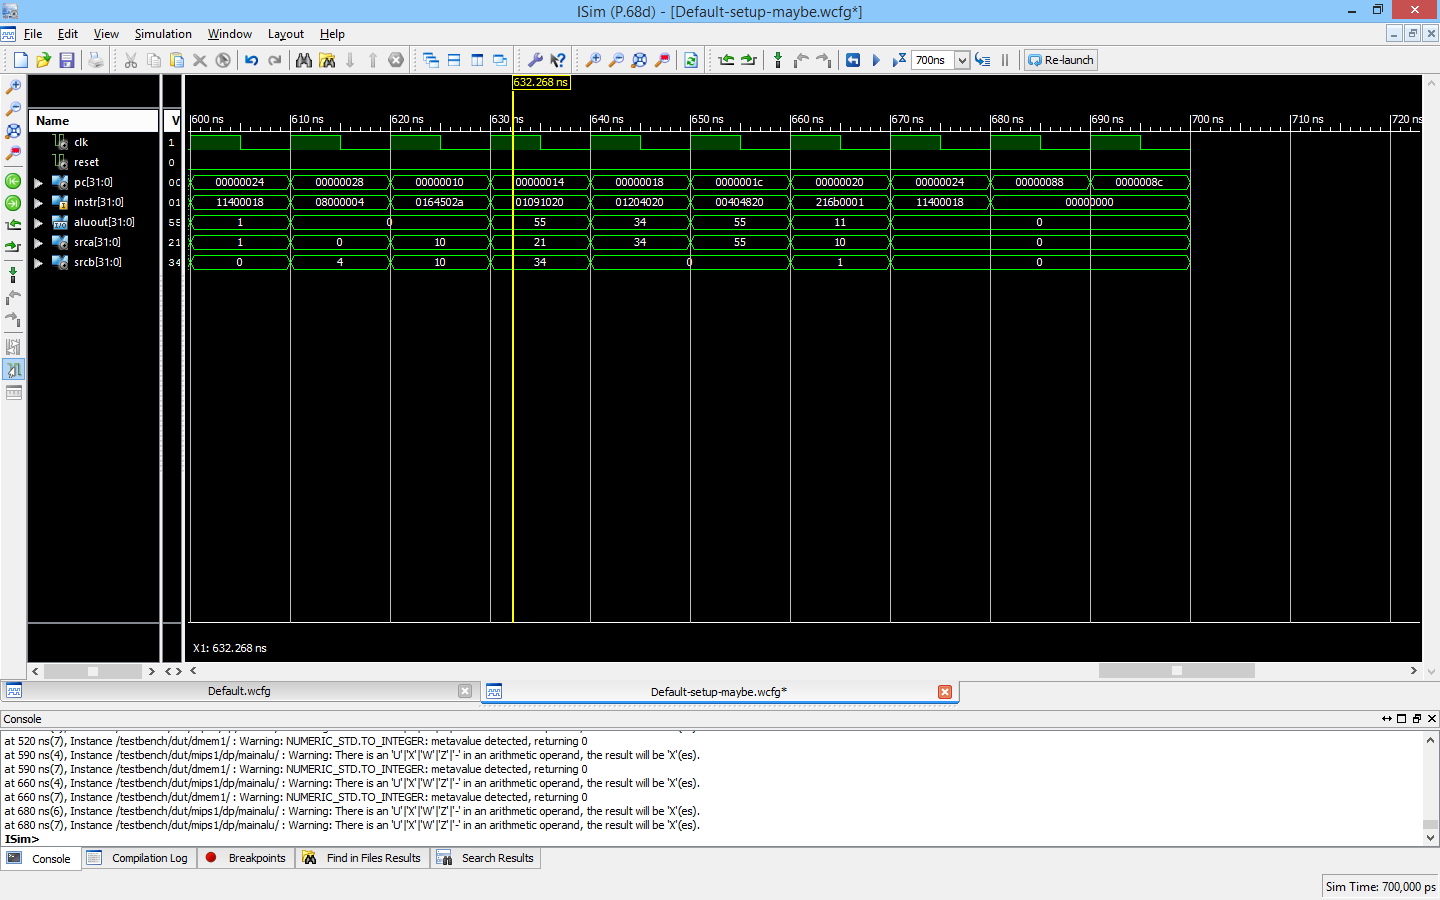 ISim (P.68d) - [Default-setup-maybe.wcfg*]
File Edit View Simulation Window Layout Help
700ns Re-launch
632.268 ns
Name V 600 ns 610 ns 620 ns 630 ns 640 ns 650 ns 660 ns 670 ns 680 ns 690 ns 700 ns 710 ns 720 ns
clk 1
reset 0
pc[31:0] 00 00000024 00000028 00000010 00000014 00000018 0000001c 00000020 00000024 00000088 0000008c
instr[31:0] 01 11400018 08000004 0164502a 01091020 01204020 00404820 216b0001 11400018 00000000
aluout[31:0] 55 1 0 55 34 55 11 0
srca[31:0] 21 1 0 10 21 34 55 10 0
srcb[31:0] 34 0 4 10 34 0 1 0
X1: 632.268 ns
Default.wcfg Default-setup-maybe.wcfg*
Console
at 520 ns(7), Instance /testbench/dut/dmem1/ : Warning: NUMERIC_STD.TO_INTEGER: metavalue detected, returning 0
at 590 ns(4), Instance /testbench/dut/mips1/dp/mainalu/ : Warning: There is an 'U'|'X'|'W'|'Z'|'-' in an arithmetic operand, the result will be 'X'(es).
at 590 ns(7), Instance /testbench/dut/dmem1/ : Warning: NUMERIC_STD.TO_INTEGER: metavalue detected, returning 0
at 660 ns(4), Instance /testbench/dut/mips1/dp/mainalu/ : Warning: There is an 'U'|'X'|'W'|'Z'|'-' in an arithmetic operand, the result will be 'X'(es).
at 660 ns(7), Instance /testbench/dut/dmem1/ : Warning: NUMERIC_STD.TO_INTEGER: metavalue detected, returning 0
at 680 ns(6), Instance /testbench/dut/mips1/dp/mainalu/ : Warning: There is an 'U'|'X'|'W'|'Z'|'-' in an arithmetic operand, the result will be 'X'(es).
at 680 ns(7), Instance /testbench/dut/mips1/dp/mainalu/ : Warning: There is an 'U'|'X'|'W'|'Z'|'-' in an arithmetic operand, the result will be 'X'(es).
ISim>
Console Compilation Log Breakpoints Find in Files Results Search Results
Sim Time: 700,000 ps